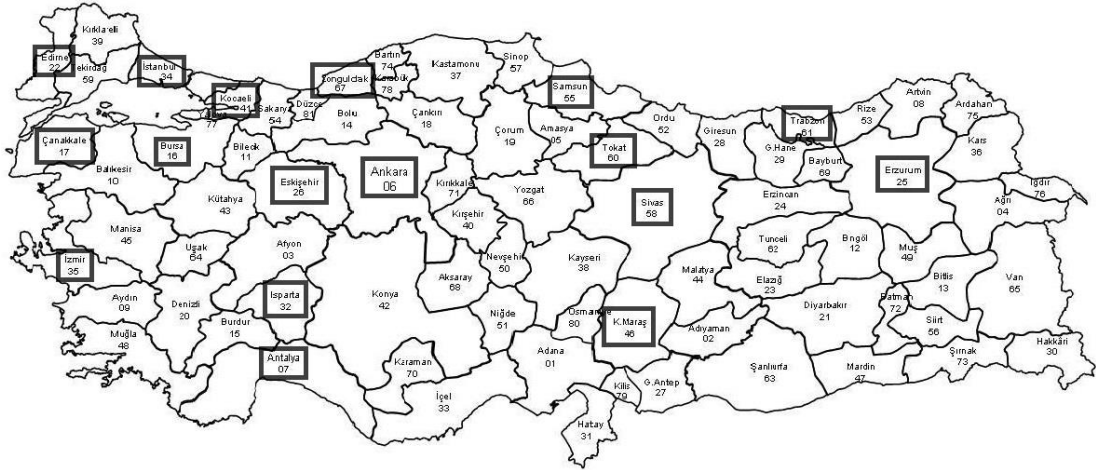 Kırklareli
39
Edirne
22
Tekirdağ
59
İstanbul
34
Kocaeli
41
77
Sakarya
54
Düzce
81
Zonguldak
67
Bartın
74
Karabük
78
Kastamonu
37
Sinop
57
Samsun
55
Bolu
14
Çankırı
18
Çorum
19
Amasya
05
Tokat
60
Ordu
52
Giresun
28
Trabzon
61
G.Hane
29
Bayburt
69
Rize
53
Artvin
08
Ardahan
75
Kars
36
Iğdır
76
Ağrı
04
Erzurum
25
Erzincan
24
Çanakkale
17
Balıkesir
10
Bursa
16
Bilecik
11
Eskişehir
26
Ankara
06
Kırıkkale
71
Kırşehir
40
Yozgat
66
Sivas
58
Kütahya
43
Manisa
45
Uşak
64
Afyon
03
İzmir
35
Aydın
09
Denizli
20
Muğla
48
Burdur
15
Isparta
32
Antalya
07
Konya
42
Aksaray
68
Nevşehir
50
Niğde
51
Kayseri
38
Karaman
70
İçel
33
Adana
01
Osmaniye
80
K.Maraş
46
Malatya
44
Adıyaman
02
Tunceli
62
Bingöl
12
Elazığ
23
Muş
49
Bitlis
13
Van
65
Diyarbakır
21
Batman
72
Siirt
56
Şırnak
73
Hakkâri
30
Mardin
47
Şanlıurfa
63
G.Antep
27
Kilis
79
Hatay
31